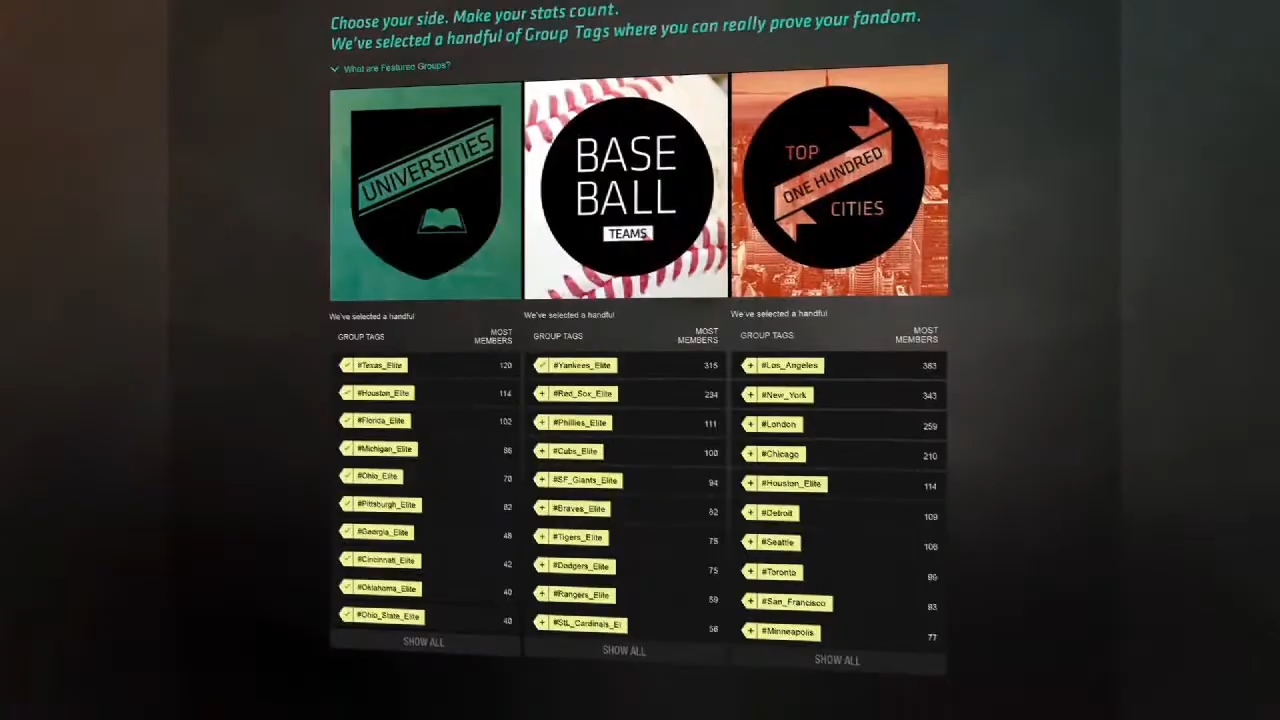 Choose your side. Make your stats count.
We've selected a handful of Group Tags where you can really prove your fandom.
What are Featured Groups?
UNIVERSITIES
BASE
BALL
TEAMS
TOP
ONE HUNDRED
CITIES
We've selected a handful
GROUP TAGS MOST MEMBERS
#Texas_Elite 120
#Houston_Elite 114
#Florida_Elite 102
#Michigan_Elite 86
#Ohio_Elite 70
#Pittsburgh_Elite 62
#Georgia_Elite 48
#Cincinnati_Elite 42
#Oklahoma_Elite 40
#Ohio_State_Elite 40
SHOW ALL
We've selected a handful
GROUP TAGS MOST MEMBERS
#Yankees_Elite 315
#Red_Sox_Elite 234
#Phillies_Elite 111
#Cubs_Elite 100
#SF_Giants_Elite 94
#Braves_Elite 82
#Tigers_Elite 75
#Dodgers_Elite 75
#Rangers_Elite 59
#StL_Cardinals_El 56
SHOW ALL
We've selected a handful
GROUP TAGS MOST MEMBERS
#Los_Angeles 363
#New_York 343
#London 259
#Chicago 210
#Houston_Elite 114
#Detroit 109
#Seattle 106
#Toronto
#San_Francisco 83
#Minneapolis 77
SHOW ALL